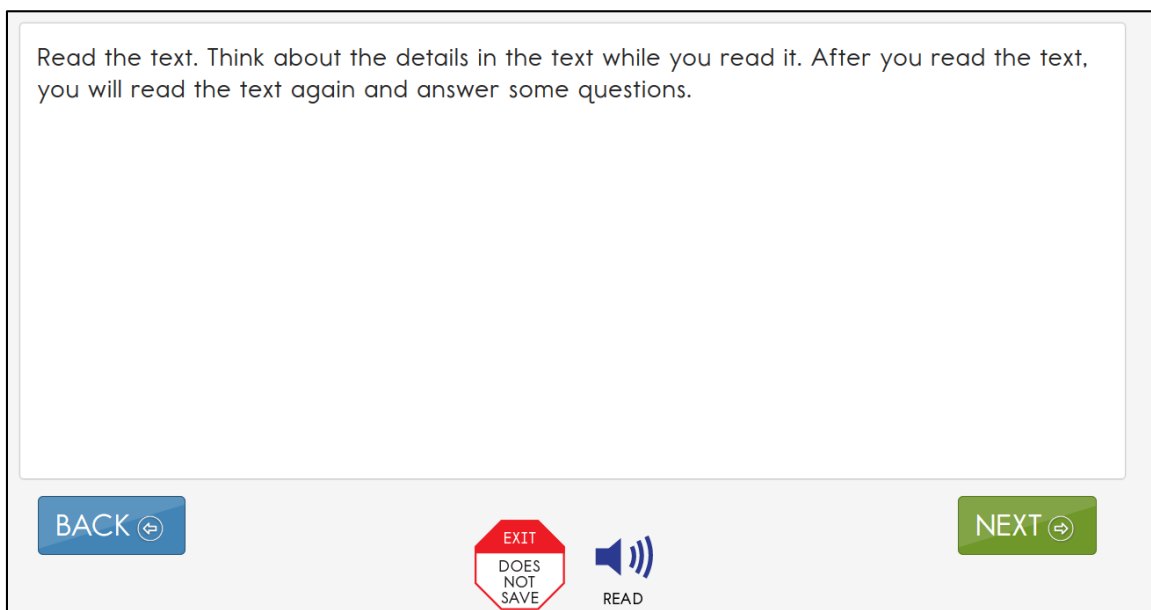 Read the text. Think about the details in the text while you read it. After you read the text,
you will read the text again and answer some questions.
BACK
NEXT
EXIT
DOES
NOT
SAVE
READ